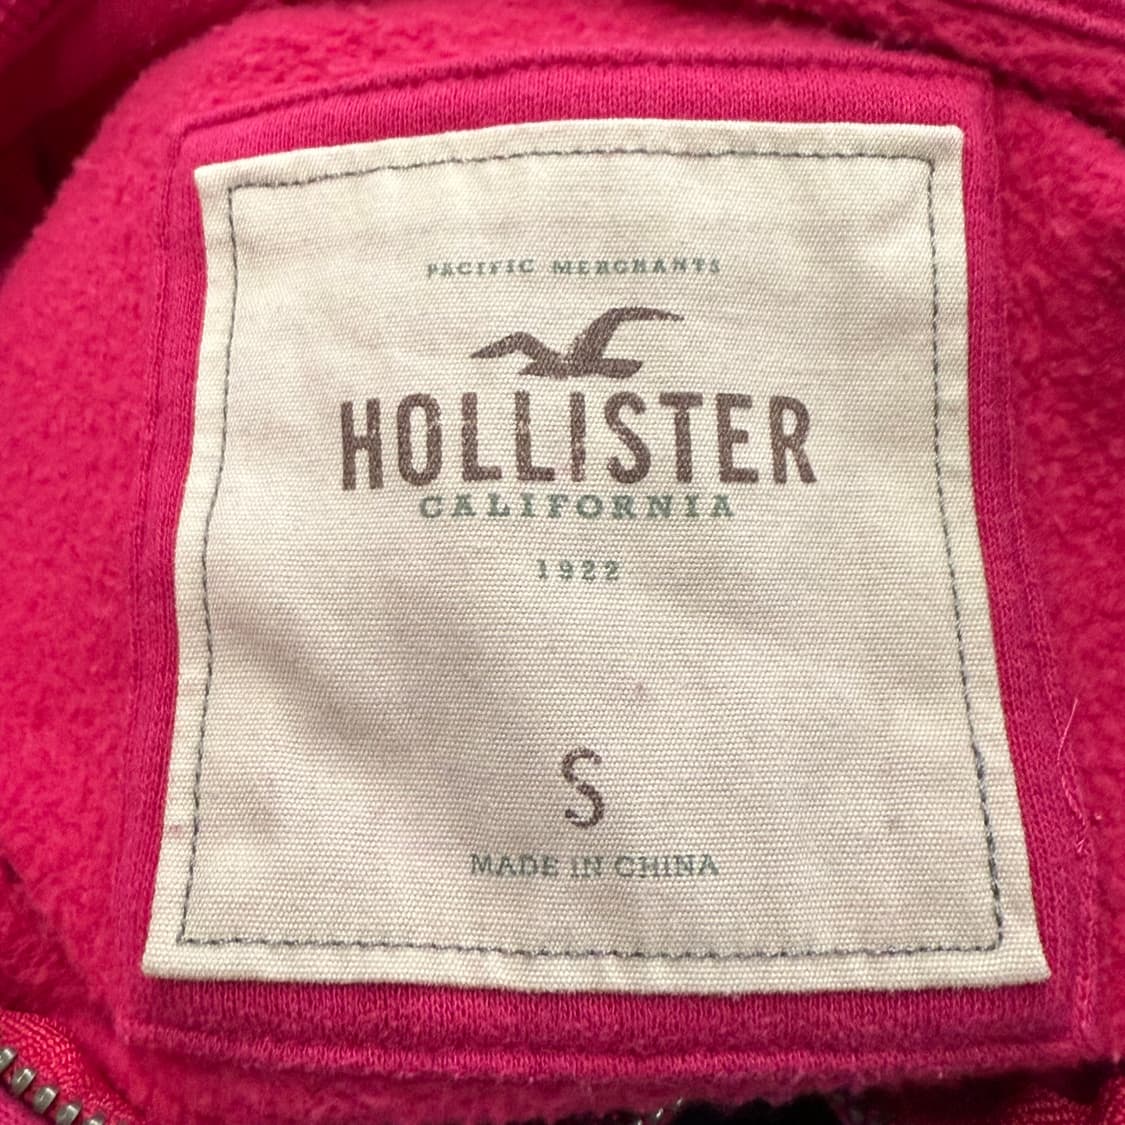 PACIFIC MERCHANTS
HOLLISTER
CALIFORNIA
1922
S
MADE IN CHINA